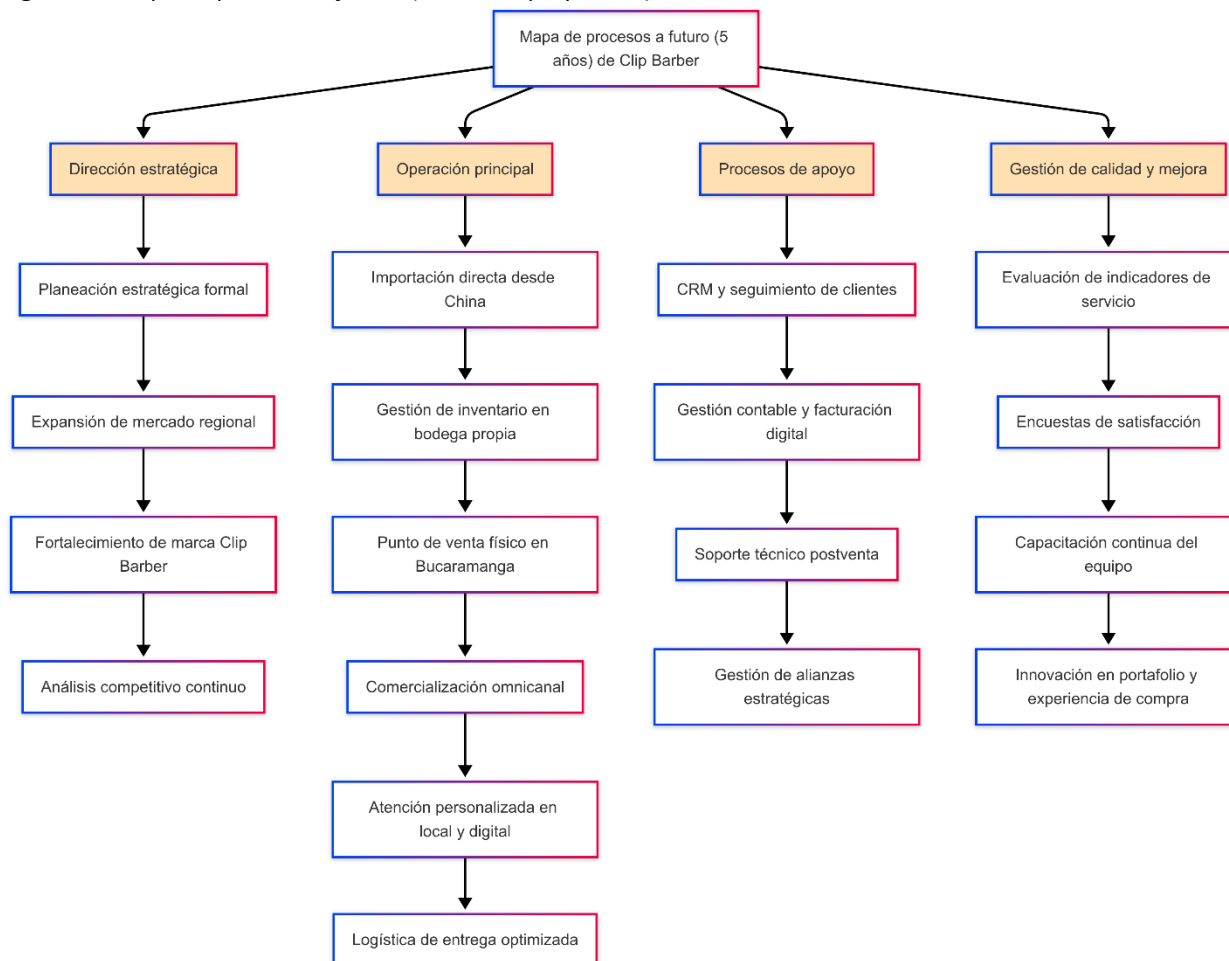 Mapa de procesos a futuro (5
años) de Clip Barber
Dirección estratégica
Operación principal
Procesos de apoyo
Gestión de calidad y mejora
Planeación estratégica formal
Importación directa desde
China
CRM y seguimiento de clientes
Evaluación de indicadores de
servicio
Expansión de mercado regional
Gestión de inventario en
bodega propia
Gestión contable y facturación
digital
Encuestas de satisfacción
Fortalecimiento de marca Clip
Barber
Punto de venta físico en
Bucaramanga
Soporte técnico postventa
Capacitación continua del
equipo
Análisis competitivo continuo
Comercialización omnicanal
Gestión de alianzas
estratégicas
Innovación en portafolio y
experiencia de compra
Atención personalizada en
local y digital
Logística de entrega optimizada